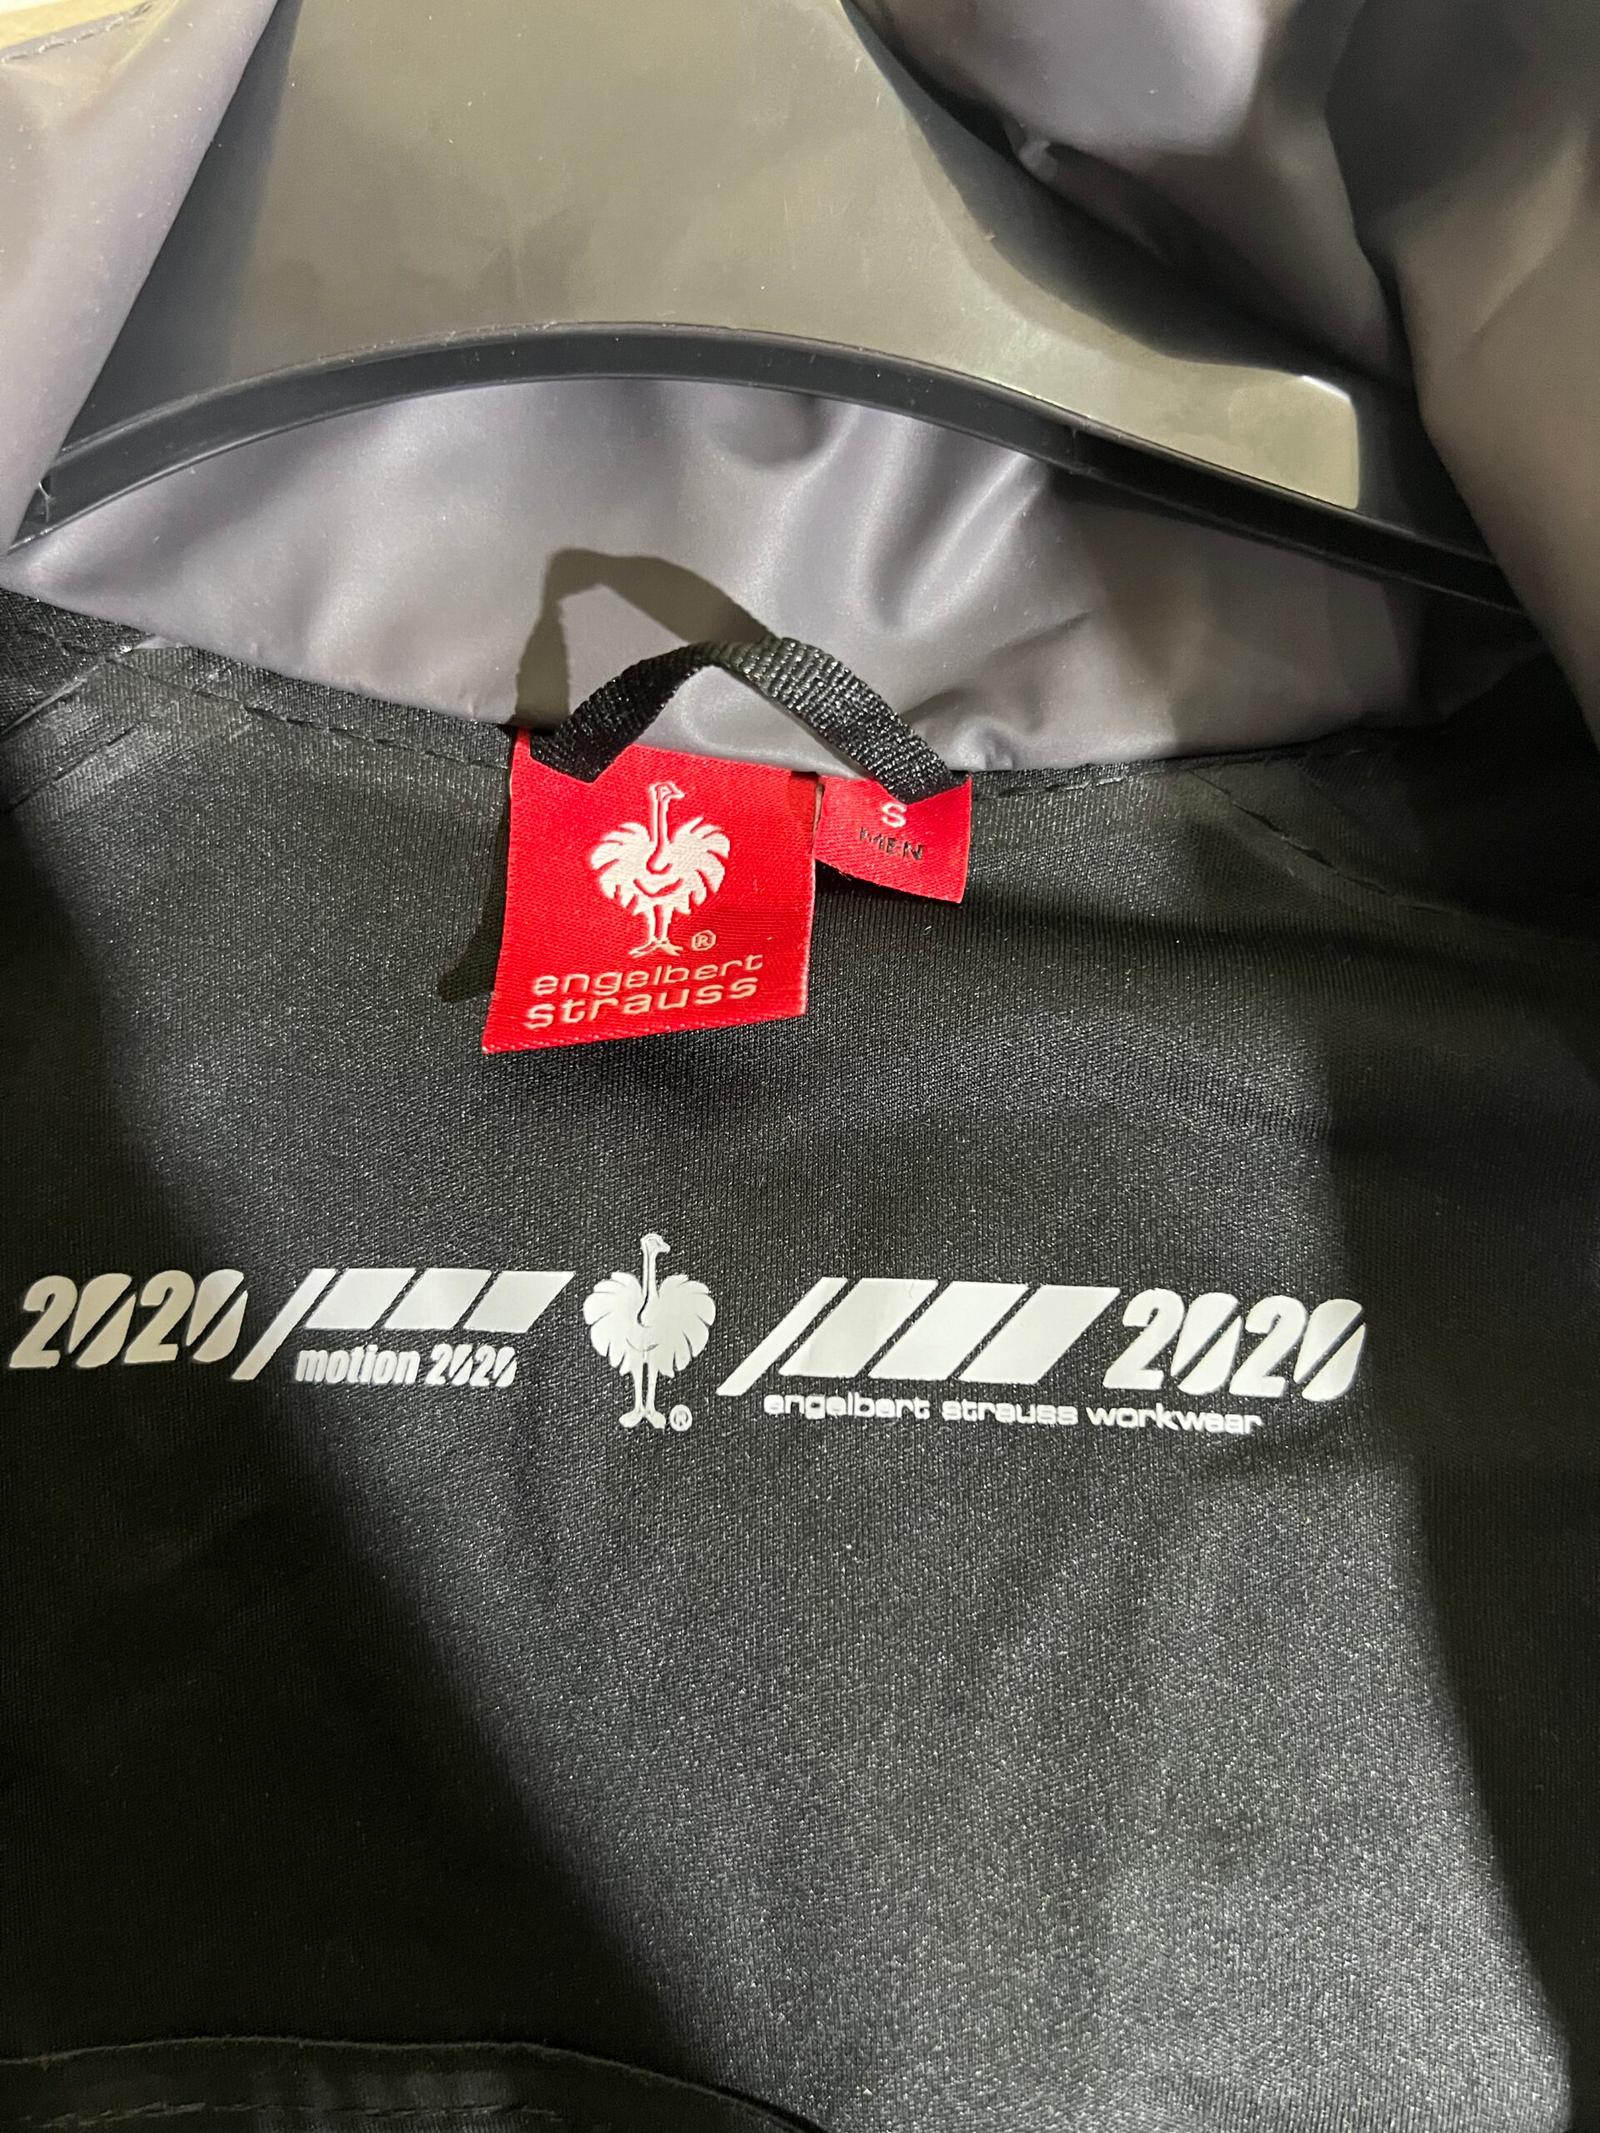 S
MEN
®
engelbert
strauss
2020
motion 2020
®
2020
engelbert strauss workwear